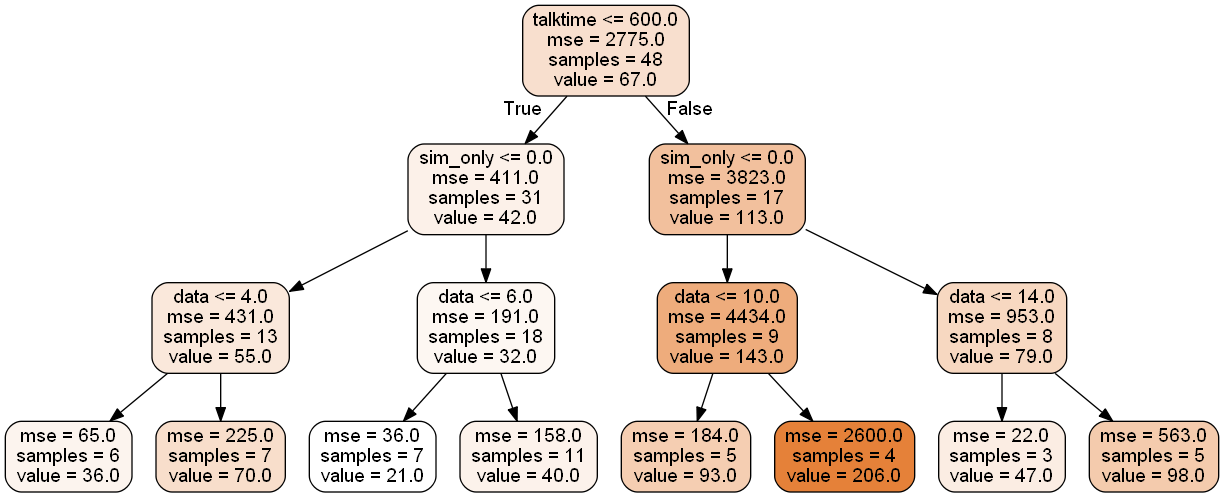 talktime <= 600.0
mse = 2775.0
samples = 48
value = 67.0
True
False
sim_only <= 0.0
mse = 411.0
samples = 31
value = 42.0
sim_only <= 0.0
mse = 3823.0
samples = 17
value = 113.0
data <= 4.0
mse = 431.0
samples = 13
value = 55.0
data <= 6.0
mse = 191.0
samples = 18
value = 32.0
data <= 10.0
mse = 4434.0
samples = 9
value = 143.0
data <= 14.0
mse = 953.0
samples = 8
value = 79.0
mse = 65.0
samples = 6
value = 36.0
mse = 225.0
samples = 7
value = 70.0
mse = 36.0
samples = 7
value = 21.0
mse = 158.0
samples = 11
value = 40.0
mse = 184.0
samples = 5
value = 93.0
mse = 2600.0
samples = 4
value = 206.0
mse = 22.0
samples = 3
value = 47.0
mse = 563.0
samples = 5
value = 98.0